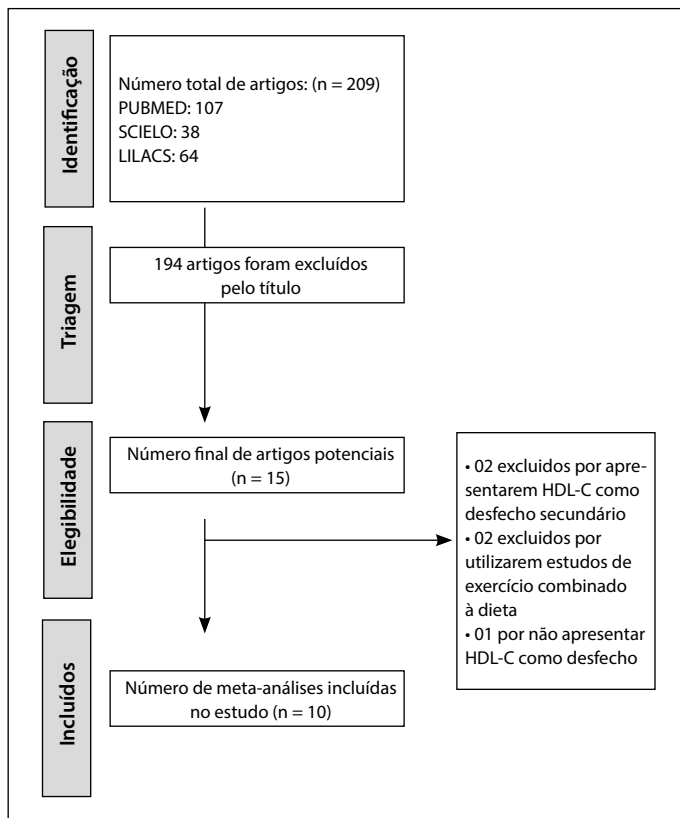 Identificação
Número total de artigos: (n = 209)
PUBMED: 107
SCIELO: 38
LILACS: 64
Triagem
194 artigos foram excluídos
pelo título
Elegibilidade
Número final de artigos potenciais
(n = 15)
• 02 excluidos por apre-
sentarem HDL-C como
desfecho secundário
• 02 excluidos por
utilizarem estudos de
exercício combinado
à dieta
• 01 por não apresentar
HDL-C como desfecho
Incluídos
Número de meta-análises incluídas
no estudo (n = 10)